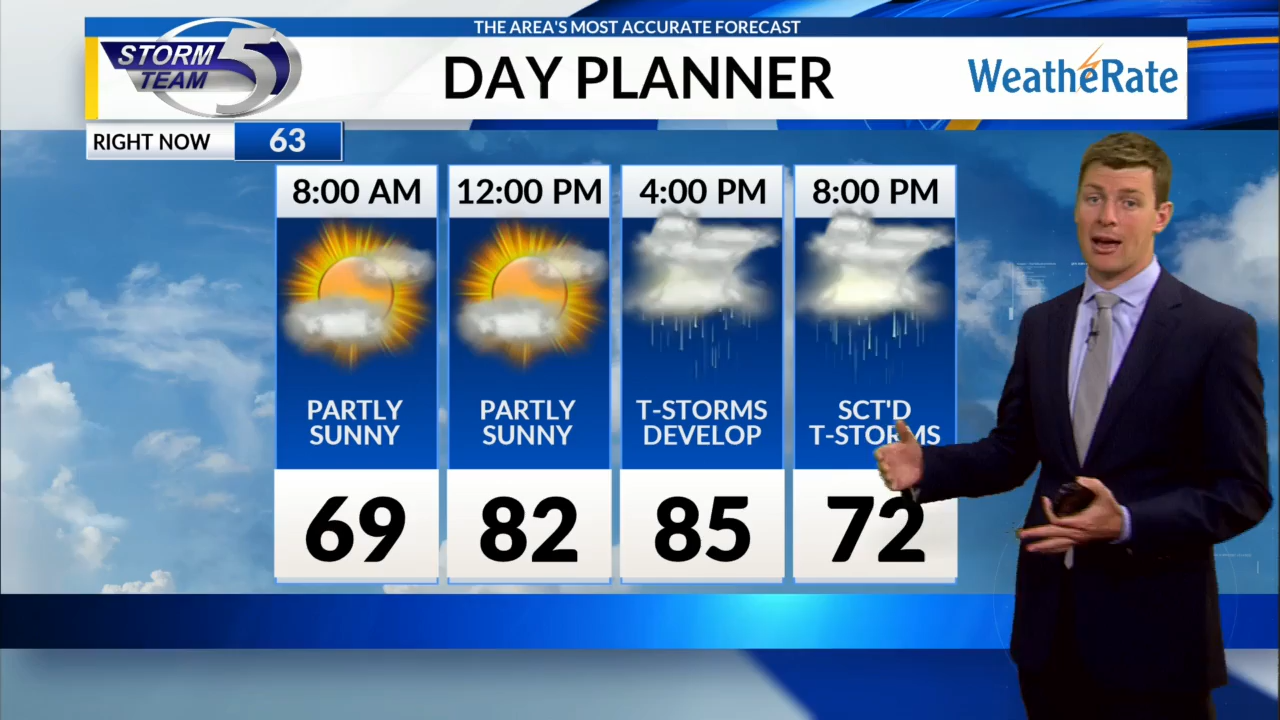 THE AREA'S MOST ACCURATE FORECAST
STORM
TEAM
5
DAY PLANNER
WeatheRate
RIGHT NOW 63
8:00 AM
PARTLY
SUNNY
69
12:00 PM
PARTLY
SUNNY
82
4:00 PM
T-STORMS
DEVELOP
85
8:00 PM
SCT'D
T-STORMS
72